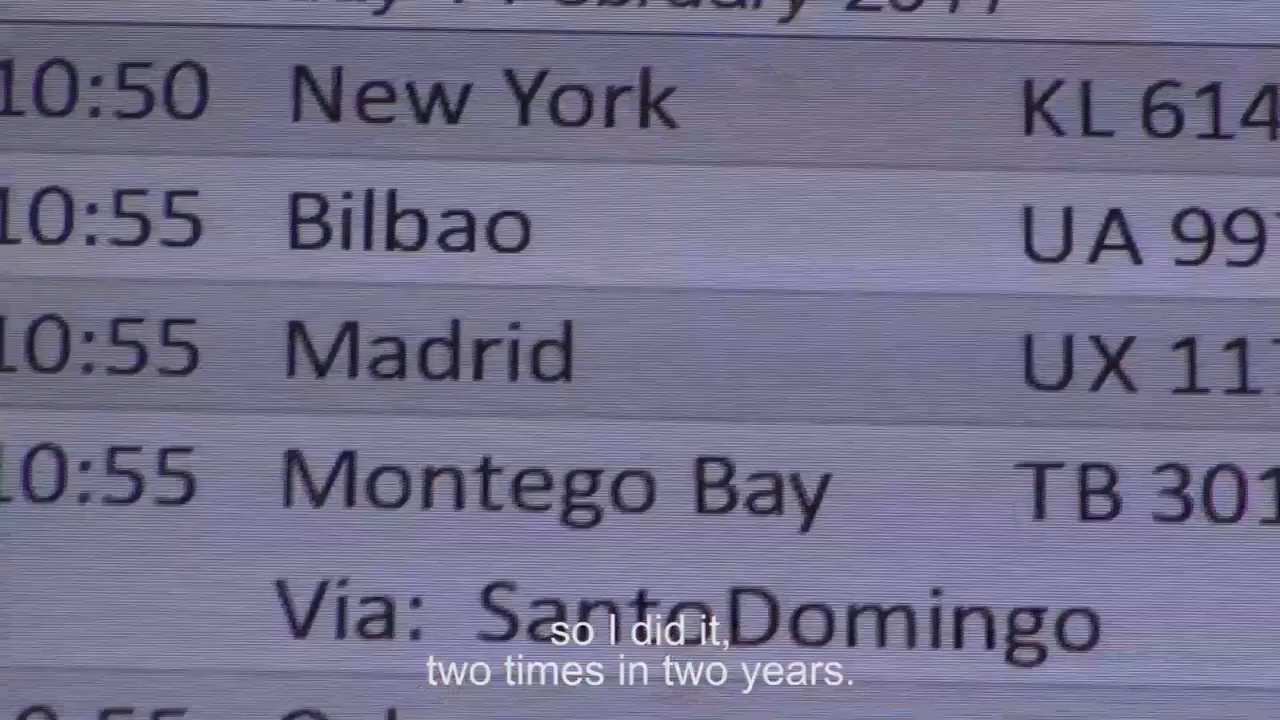 10:50 New York KL 614
10:55 Bilbao UA 99
10:55 Madrid UX 11
10:55 Montego Bay TB 301
Via: SantoDomingo
so I did it,
two times in two years.